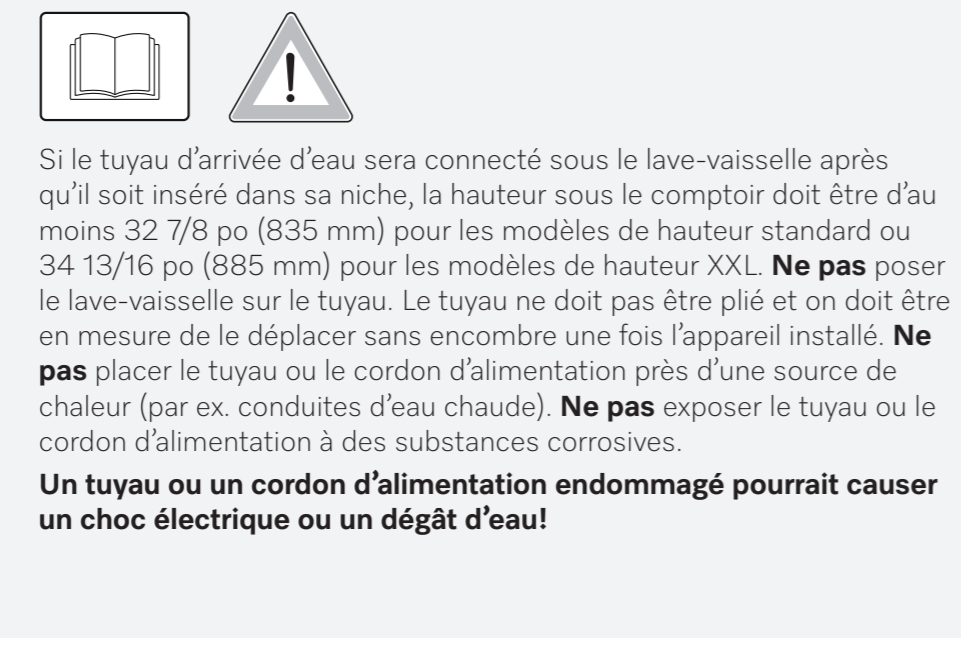 Si le tuyau d’arrivée d’eau sera connecté sous le lave-vaisselle après
qu’il soit inséré dans sa niche, la hauteur sous le comptoir doit être d’au
moins 32 7/8 po (835 mm) pour les modèles de hauteur standard ou
34 13/16 po (885 mm) pour les modèles de hauteur XXL. Ne pas poser
le lave-vaisselle sur le tuyau. Le tuyau ne doit pas être plié et on doit être
en mesure de le déplacer sans encombre une fois l’appareil installé. Ne
pas placer le tuyau ou le cordon d’alimentation près d’une source de
chaleur (par ex. conduites d’eau chaude). Ne pas exposer le tuyau ou le
cordon d’alimentation à des substances corrosives.
Un tuyau ou un cordon d’alimentation endommagé pourrait causer
un choc électrique ou un dégât d’eau!